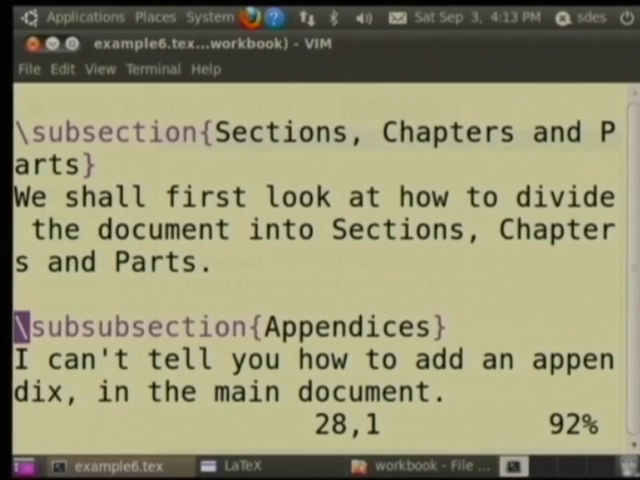 Applications Places System ? Sat Sep 3, 4:13 PM sdes
example6.tex...workbook) - VIM
File Edit View Terminal Help
\subsection{Sections, Chapters and P
arts}
We shall first look at how to divide
the document into Sections, Chapter
s and Parts.
\subsubsection{Appendices}
I can't tell you how to add an appen
dix, in the main document.
28,1 92%
example6.tex LaTeX workbook - File ...